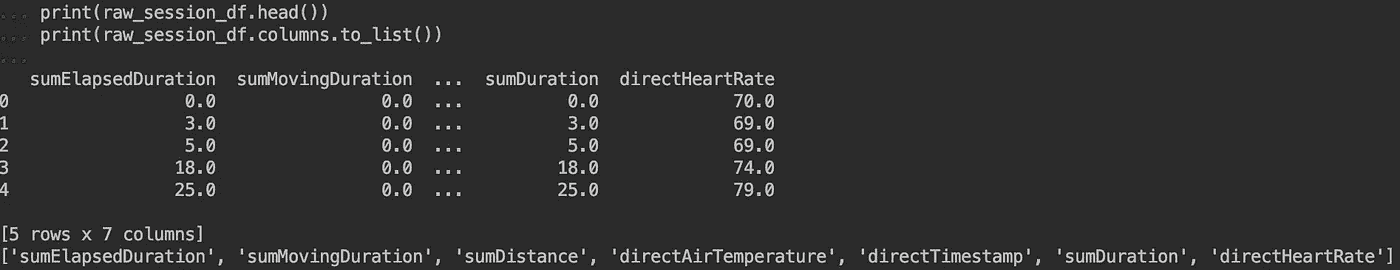 ... print(raw_session_df.head())
... print(raw_session_df.columns.to_list())
...
sumElapsedDuration sumMovingDuration ... sumDuration directHeartRate
0 0.0 0.0 ... 0.0 70.0
1 3.0 0.0 ... 3.0 69.0
2 5.0 0.0 ... 5.0 69.0
3 18.0 0.0 ... 18.0 74.0
4 25.0 0.0 ... 25.0 79.0
[5 rows x 7 columns]
['sumElapsedDuration', 'sumMovingDuration', 'sumDistance', 'directAirTemperature', 'directTimestamp', 'sumDuration', 'directHeartRate']